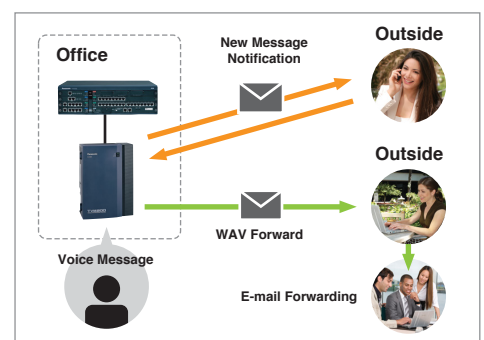 Office
New Message
Notification
Outside
Outside
WAV Forward
Voice Message
E-mail Forwarding